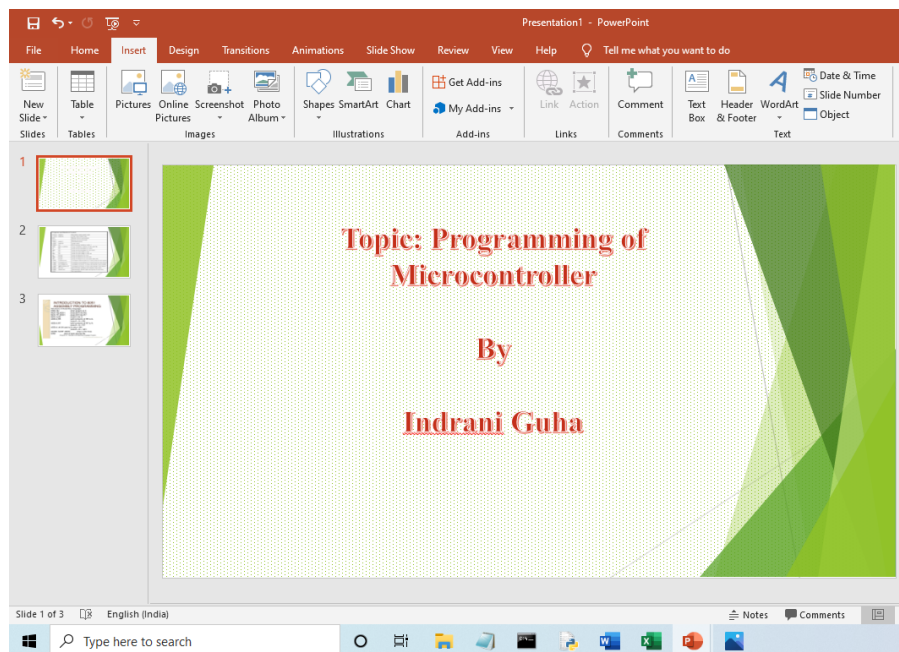 Presentation1 - PowerPoint
File Home Insert Design Transitions Animations Slide Show Review View Help Tell me what you want to do
New Slide
Table
Pictures
Online Pictures
Screenshot
Photo Album
Shapes
SmartArt
Chart
Get Add-ins
My Add-ins
Link
Action
Comment
Text Box
Header & Footer
WordArt
Date & Time
Slide Number
Object
Slides Tables Images Illustrations Add-ins Links Comments Text
1
2
3
Topic: Programming of
Microcontroller
By
Indrani Guha
Slide 1 of 3 English (India) Notes Comments
Type here to search